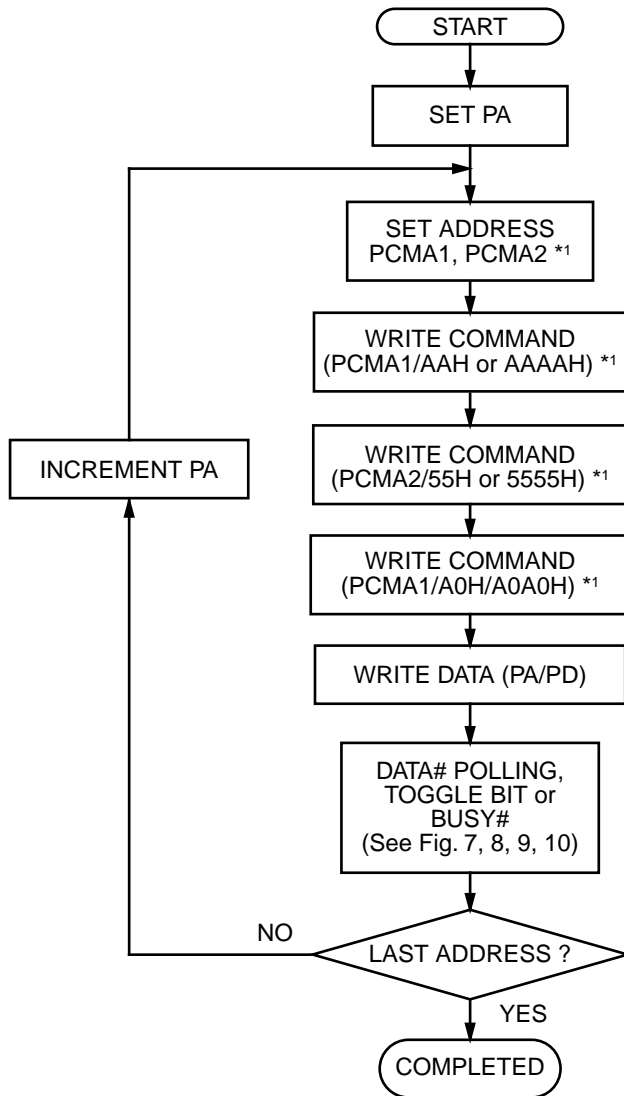 START
SET PA
SET ADDRESS
PCMA1, PCMA2 *1
WRITE COMMAND
(PCMA1/AAH or AAAAH) *1
WRITE COMMAND
(PCMA2/55H or 5555H) *1
INCREMENT PA
WRITE COMMAND
(PCMA1/A0H/A0A0H) *1
WRITE DATA (PA/PD)
DATA# POLLING,
TOGGLE BIT or
BUSY#
(See Fig. 7, 8, 9, 10)
NO
LAST ADDRESS ?
YES
COMPLETED